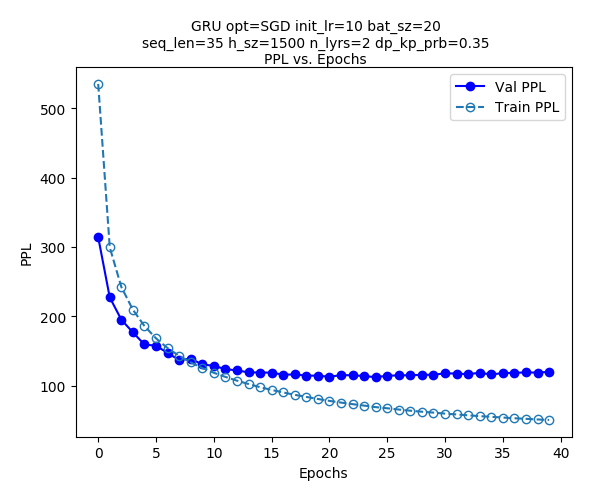 GRU opt=SGD init_lr=10 bat_sz=20
seq_len=35 h_sz=1500 n_lyrs=2 dp_kp_prb=0.35
PPL vs. Epochs
Val PPL
Train PPL
500
400
300
200
100
PPL
0 5 10 15 20 25 30 35 40
Epochs